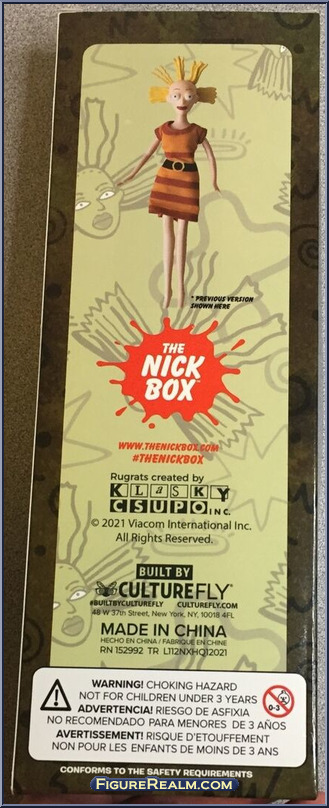 * PREVIOUS VERSION
SHOWN HERE
THE
NICK
BOX™
WWW.THENICKBOX.COM
#THENICKBOX
Rugrats created by
KLaSKY
CSUPO INC.
© 2021 Viacom International Inc.
All Rights Reserved.
BUILT BY
CULTUREFLY®
#BUILTBYCULTUREFLY CULTUREFLY.COM
48 W 37th Street, New York, NY, 10018 4FL
MADE IN CHINA
HECHO EN CHINA / FABRIQUÉ EN CHINE
RN 152992 TR L112NXHQ12021
WARNING! CHOKING HAZARD
NOT FOR CHILDREN UNDER 3 YEARS
ADVERTENCIA! RIESGO DE ASFIXIA
NO RECOMENDADO PARA MENORES DE 3 AÑOS
AVERTISSEMENT! RISQUE D'ETOUFFEMENT
NON POUR LES ENFANTS DE MOINS DE 3 ANS
0-3
CONFORMS TO THE SAFETY REQUIREMENTS
FIGUREREALM.COM